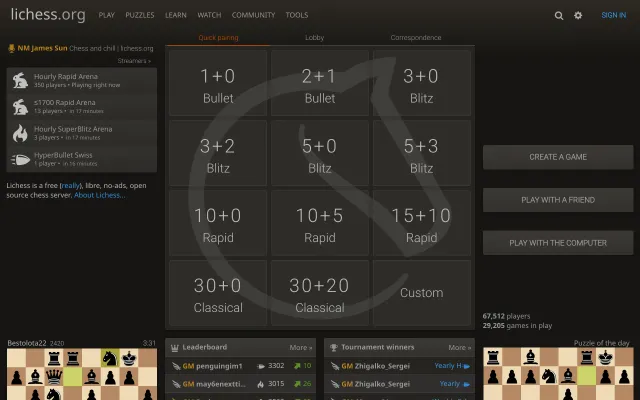 lichess.org PLAY PUZZLES LEARN WATCH COMMUNITY TOOLS SIGN IN
NM James Sun Chess and chill | lichess.org
Streamers »
Hourly Rapid Arena
350 players • Playing right now
≤1700 Rapid Arena
15 players • in 17 minutes
Hourly SuperBlitz Arena
3 players • in 17 minutes
HyperBullet Swiss
1 player • in 16 minutes
Lichess is a free (really), libre, no-ads, open
source chess server. About Lichess...
Quick pairing Lobby Correspondence
1+0 2+1 3+0
Bullet Bullet Blitz
3+2 5+0 5+3
Blitz Blitz Blitz
10+0 10+5 15+10
Rapid Rapid Rapid
30+0 30+20 Custom
Classical Classical
CREATE A GAME
PLAY WITH A FRIEND
PLAY WITH THE COMPUTER
67,512 players
29,205 games in play
Bestolota22 2420 3:31
Leaderboard More »
GM penguingim1 3302 10
GM may6enextti... 3015 26
Tournament winners More »
GM Zhigalko_Sergei Yearly H
GM Zhigalko_Sergei Yearly
Puzzle of the day